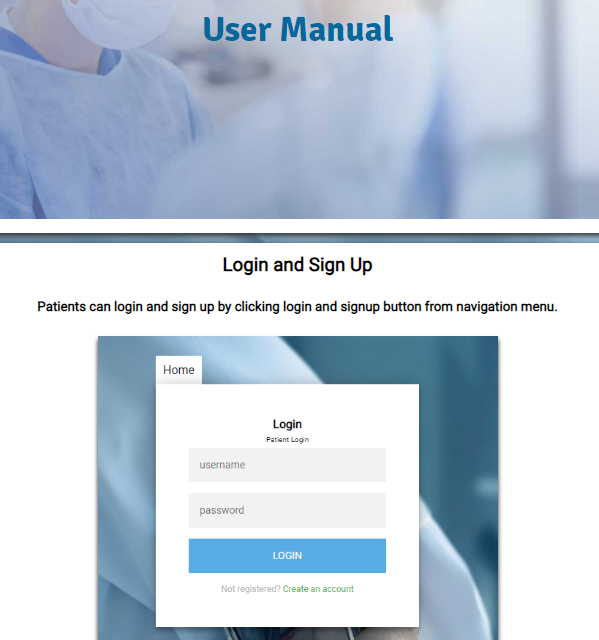 User Manual
Login and Sign Up
Patients can login and sign up by clicking login and signup button from navigation menu.
Home
Login
Patient Login
username
password
LOGIN
Not registered? Create an account